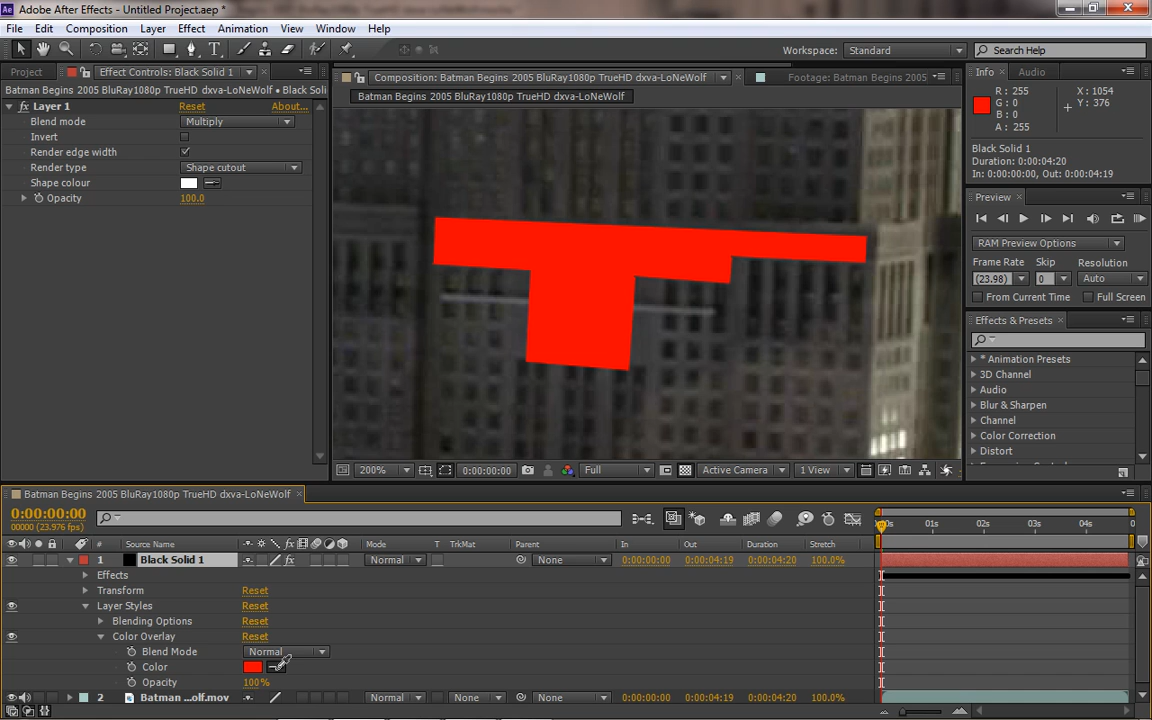 Adobe After Effects - Untitled Project.aep *
File Edit Composition Layer Effect Animation View Window Help
Workspace: Standard Search Help
Project Effect Controls: Black Solid 1
Batman Begins 2005 BluRay1080p TrueHD dxva-LoNeWolf • Black Soli
Layer 1 Reset About...
Blend mode Multiply
Invert
Render edge width
Render type Shape cutout
Shape colour
Opacity 100.0
Composition: Batman Begins 2005 BluRay1080p TrueHD dxva-LoNeWolf Footage: Batman Begins 2005
Batman Begins 2005 BluRay1080p TrueHD dxva-LoNeWolf
200% 0:00:00:00 Full Active Camera 1 View
Info Audio
R : 255 X : 1054
G : 0 Y : 376
B : 0
A : 255
Black Solid 1
Duration: 0:00:04:20
In: 0:00:00:00, Out: 0:00:04:19
Preview
RAM Preview Options
Frame Rate Skip Resolution
(23.98) 0 Auto
From Current Time Full Screen
Effects & Presets
* Animation Presets
3D Channel
Audio
Blur & Sharpen
Channel
Color Correction
Distort
Batman Begins 2005 BluRay1080p TrueHD dxva-LoNeWolf
0:00:00:00
00000 (23.976 fps)
0s 01s 02s 03s 04s 0
# Source Name fx Mode T TrkMat Parent In Out Duration Stretch
1 Black Solid 1 fx Normal None 0:00:00:00 0:00:04:19 0:00:04:20 100.0%
Effects
Transform Reset
Layer Styles Reset
Blending Options Reset
Color Overlay Reset
Blend Mode Normal
Color
Opacity 100%
2 Batman ...olf.mov Normal None None 0:00:00:00 0:00:04:19 0:00:04:20 100.0%